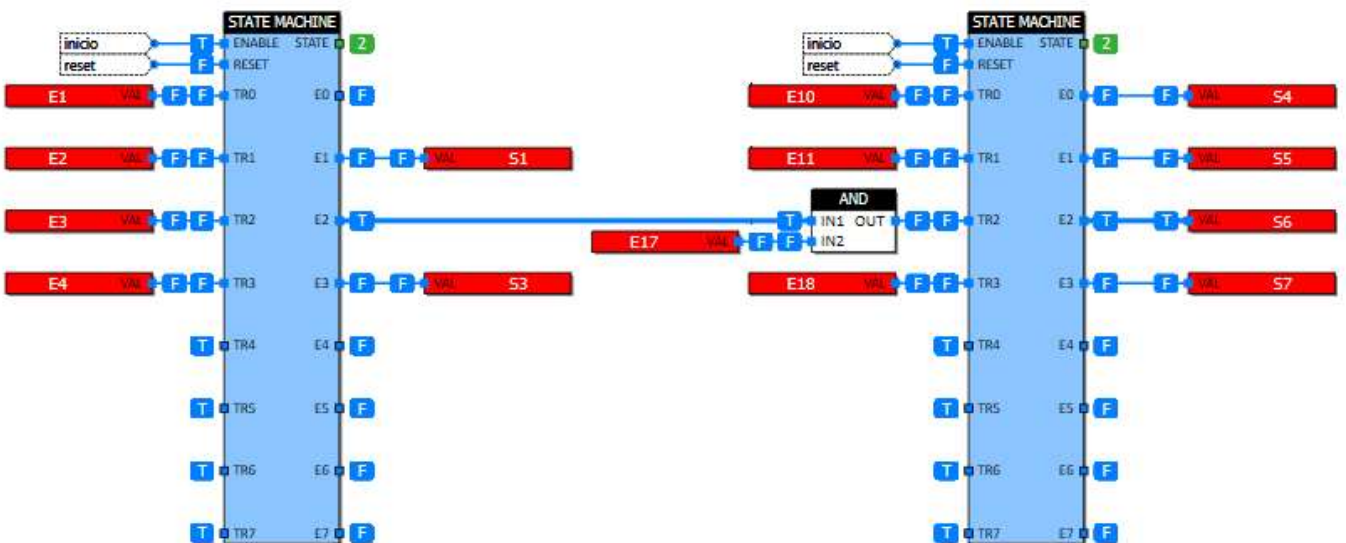 STATE MACHINE STATE MACHINE
inicio T ENABLE STATE 2 inicio T ENABLE STATE 2
reset F RESET reset F RESET
E1 VAL F F TR0 E0 F E10 VAL F F TR0 E0 F F VAL S4
E2 VAL F F TR1 E1 F F VAL S1 E11 VAL F F TR1 E1 F F VAL S5
AND
E3 VAL F F TR2 E2 T T IN1 OUT F F TR2 E2 T T VAL S6
E17 VAL F F IN2
E4 VAL F F TR3 E3 F F VAL S3 E18 VAL F F TR3 E3 F F VAL S7
T TR4 E4 F T TR4 E4 F
T TR5 E5 F T TR5 E5 F
T TR6 E6 F T TR6 E6 F
T TR7 E7 F T TR7 E7 F